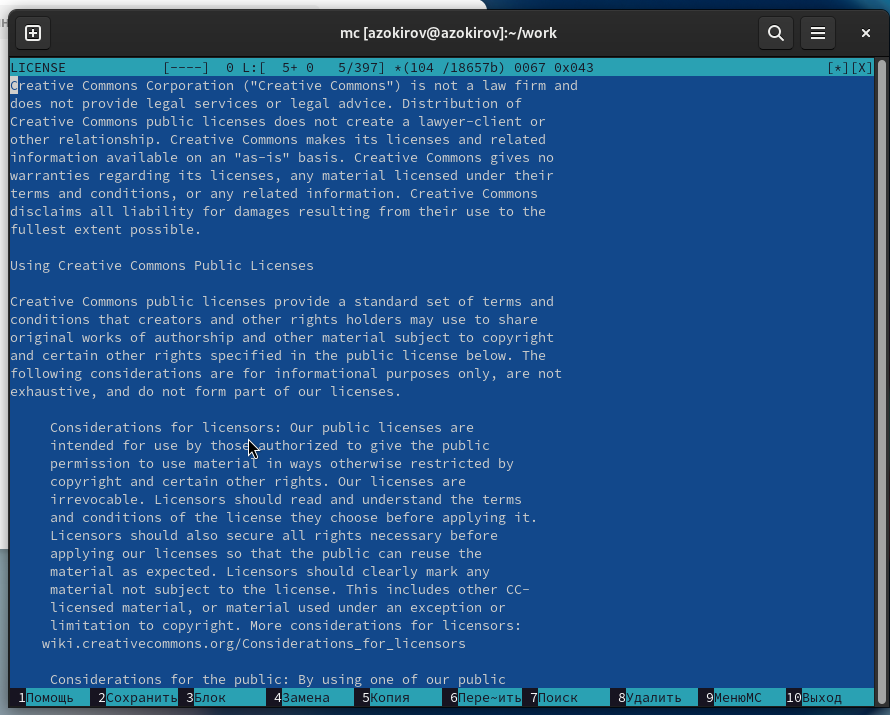 mc [azokirov@azokirov]:~/work
LICENSE [----] 0 L:[ 5+ 0 5/397] *(104 /18657b) 0067 0x043 [*][X]
Creative Commons Corporation ("Creative Commons") is not a law firm and
does not provide legal services or legal advice. Distribution of
Creative Commons public licenses does not create a lawyer-client or
other relationship. Creative Commons makes its licenses and related
information available on an "as-is" basis. Creative Commons gives no
warranties regarding its licenses, any material licensed under their
terms and conditions, or any related information. Creative Commons
disclaims all liability for damages resulting from their use to the
fullest extent possible.
Using Creative Commons Public Licenses
Creative Commons public licenses provide a standard set of terms and
conditions that creators and other rights holders may use to share
original works of authorship and other material subject to copyright
and certain other rights specified in the public license below. The
following considerations are for informational purposes only, are not
exhaustive, and do not form part of our licenses.
Considerations for licensors: Our public licenses are
intended for use by those authorized to give the public
permission to use material in ways otherwise restricted by
copyright and certain other rights. Our licenses are
irrevocable. Licensors should read and understand the terms
and conditions of the license they choose before applying it.
Licensors should also secure all rights necessary before
applying our licenses so that the public can reuse the
material as expected. Licensors should clearly mark any
material not subject to the license. This includes other CC-
licensed material, or material used under an exception or
limitation to copyright. More considerations for licensors:
wiki.creativecommons.org/Considerations_for_licensors
Considerations for the public: By using one of our public
1Помощь 2Сохранить 3Блок 4Замена 5Копия 6Пере~ить 7Поиск 8Удалить 9МенюМС 10Выход